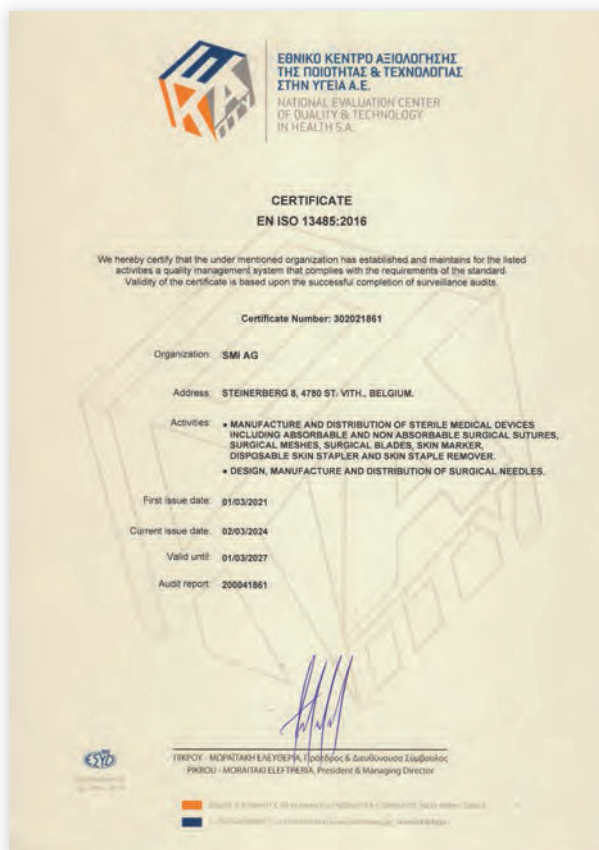 ΕΚΑ
ΠΤΥ
ΕΘΝΙΚΟ ΚΕΝΤΡΟ ΑΞΙΟΛΟΓΗΣΗΣ
ΤΗΣ ΠΟΙΟΤΗΤΑΣ & ΤΕΧΝΟΛΟΓΙΑΣ
ΣΤΗΝ ΥΓΕΙΑ Α.Ε.
NATIONAL EVALUATION CENTER
OF QUALITY & TECHNOLOGY
IN HEALTH S.A.
CERTIFICATE
EN ISO 13485:2016
We hereby certify that the under mentioned organization has established and maintains for the listed
activities a quality management system that complies with the requirements of the standard.
Validity of the certificate is based upon the successful completion of surveillance audits.
Certificate Number: 302021861
Organization: SMI AG
Address: STEINERBERG 8, 4780 ST. VITH., BELGIUM.
Activities: • MANUFACTURE AND DISTRIBUTION OF STERILE MEDICAL DEVICES
INCLUDING ABSORBABLE AND NON ABSORBABLE SURGICAL SUTURES,
SURGICAL MESHES, SURGICAL BLADES, SKIN MARKER,
DISPOSABLE SKIN STAPLER AND SKIN STAPLE REMOVER.
• DESIGN, MANUFACTURE AND DISTRIBUTION OF SURGICAL NEEDLES.
First issue date: 01/03/2021
Current issue date: 02/03/2024
Valid until: 01/03/2027
Audit report: 200041861
ΕΣΥΔ
ΠΙΚΡΟΥ - ΜΟΡΑΪΤΑΚΗ ΕΛΕΥΘΕΡΙΑ, Πρόεδρος & Διευθύνουσα Σύμβουλος
PIKROU - MORAITAKI ELEFTHERIA, President & Managing Director